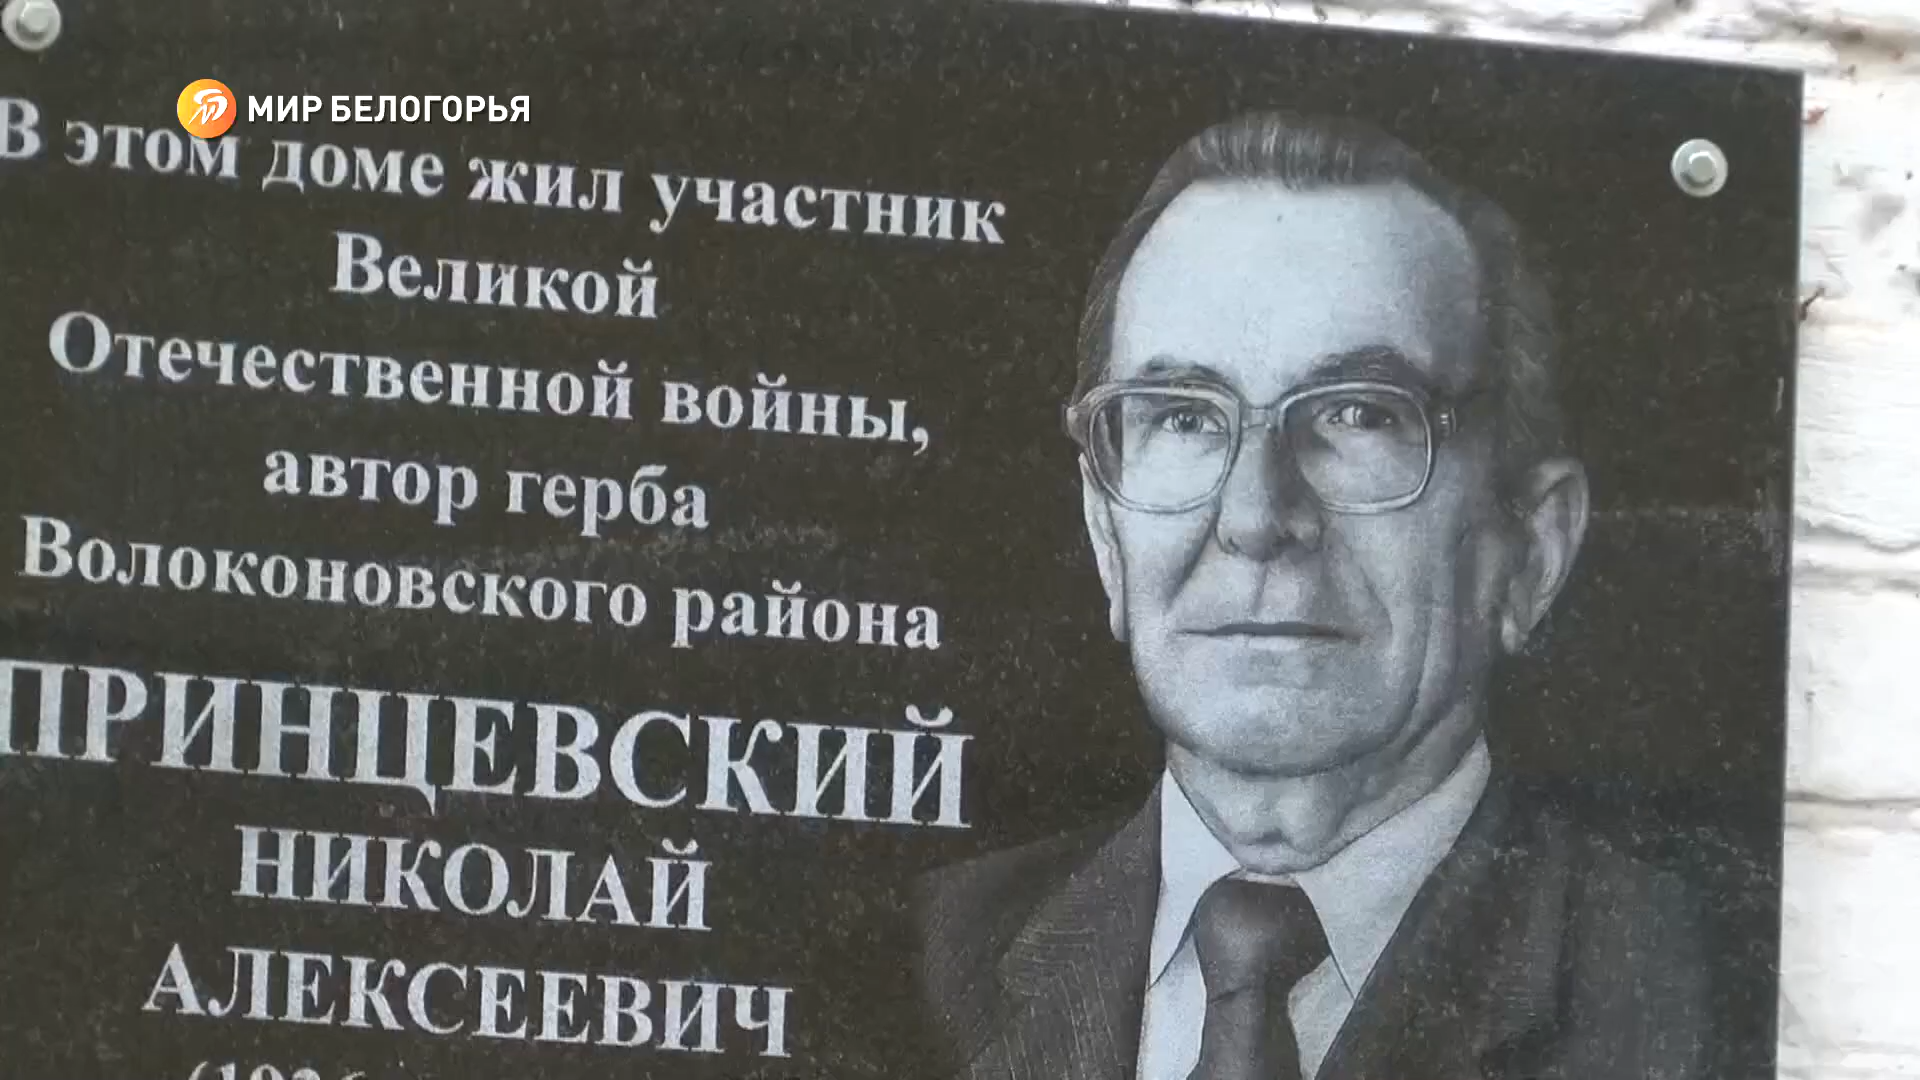 МИР БЕЛОГОРЬЯ
В этом доме жил участник
Великой
Отечественной войны,
автор герба
Волоконовского района
ПРИНЦЕВСКИЙ
НИКОЛАЙ
АЛЕКСЕЕВИЧ